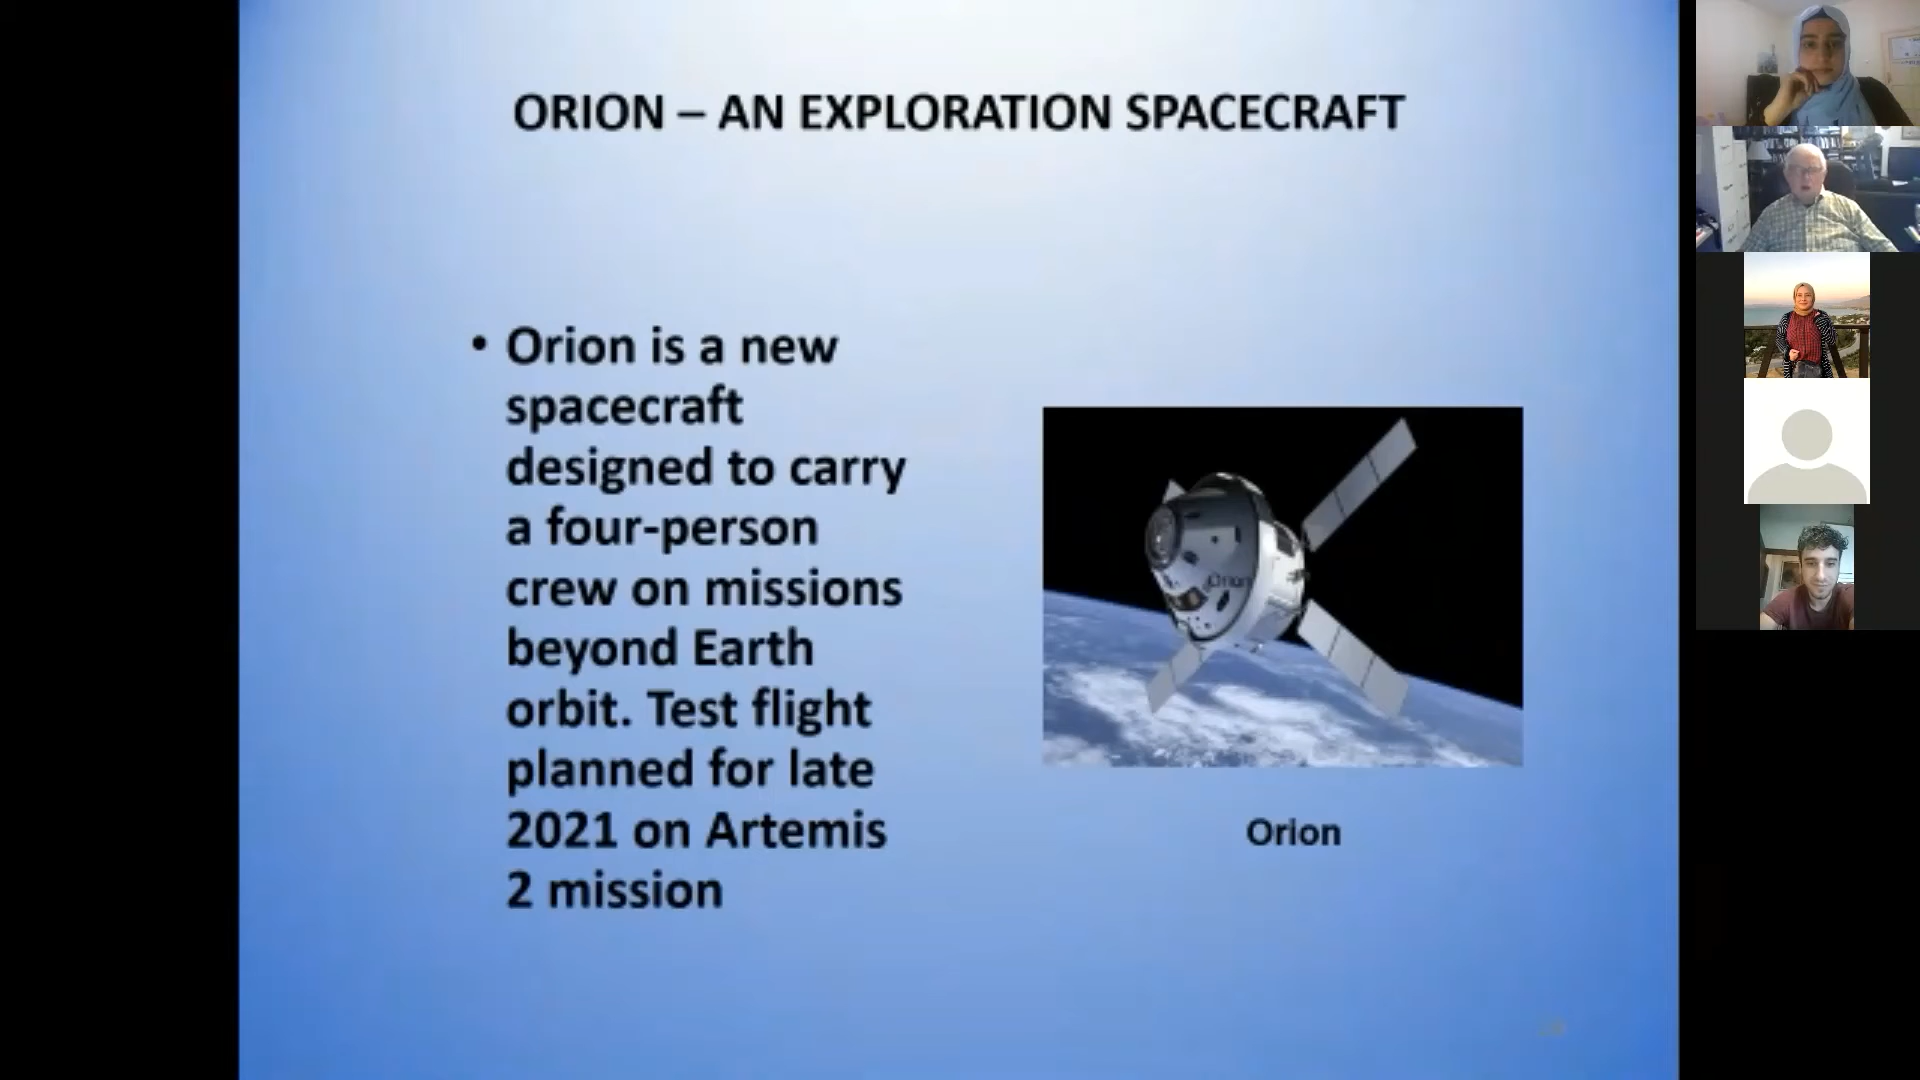 ORION – AN EXPLORATION SPACECRAFT
• Orion is a new
spacecraft
designed to carry
a four-person
crew on missions
beyond Earth
orbit. Test flight
planned for late
2021 on Artemis
2 mission
Orion
Orion